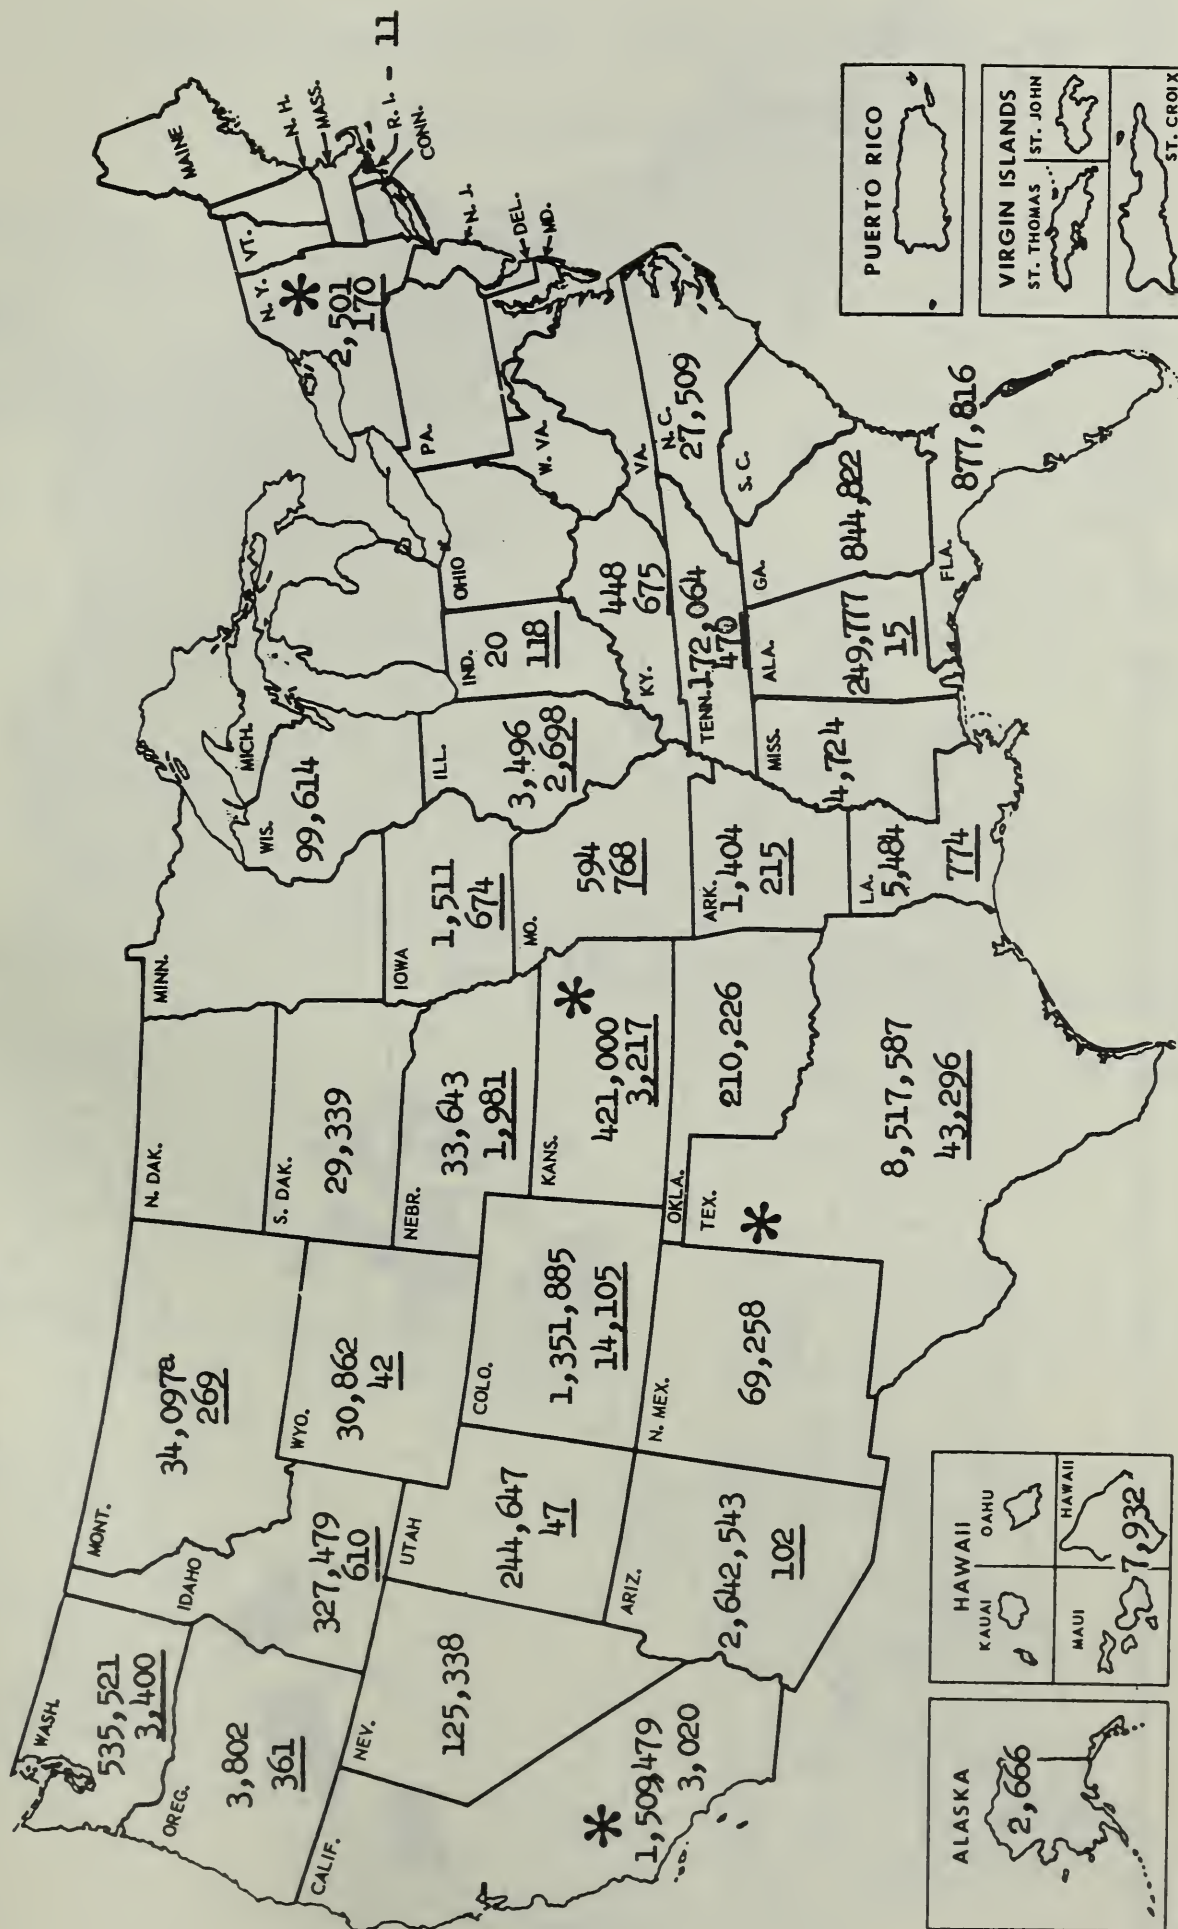 WASH.
535,521
3,400
OREG.
3,802
361
CALIF.
1,509,479
3,020
NEV.
125,338
IDAHO
327,479
610
MONT.
34,097a
269
WYO.
30,862
42
UTAH
244,647
47
ARIZ.
2,642,543
102
COLO.
1,351,885
14,105
N. MEX.
69,258
N. DAK.
S. DAK.
29,339
NEBR.
33,643
1,981
KANS.
*
421,000
3,217
OKLA.
210,226
TEX.
*
8,517,587
43,296
MINN.
IOWA
1,511
674
MO.
594
768
ARK.
1,404
215
LA.
5,484
774
WIS.
99,614
MICH.
ILL.
3,496
2,698
IND.
20
118
OHIO
KY.
448
675
TENN.
172,064
470
MISS.
4,724
ALA.
249,777
15
GA.
844,822
FLA.
877,816
S. C.
N. C.
27,509
VA.
W. VA.
PA.
N. Y.
*
2,501
170
VT.
MAINE
N. H.
MASS.
R. I. - 11
CONN.
N. J.
DEL.
MD.
*
ALASKA
2,666
HAWAII
KAUAI
OAHU
MAUI
HAWAII
7,932
PUERTO RICO
VIRGIN ISLANDS
ST. THOMAS
ST. JOHN
ST. CROIX